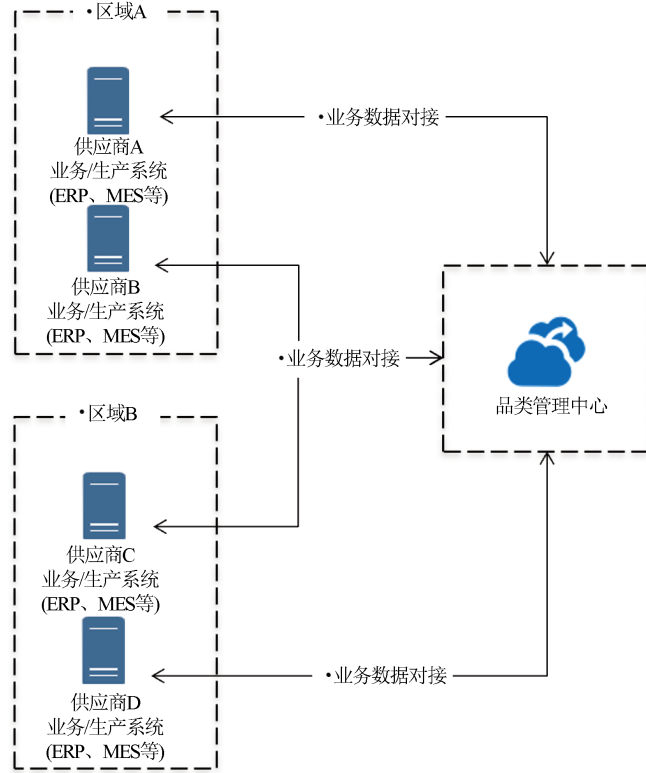 •区域A
供应商A
业务/生产系统
(ERP、MES等)
供应商B
业务/生产系统
(ERP、MES等)
•业务数据对接
•业务数据对接
品类管理中心
•区域B
供应商C
业务/生产系统
(ERP、MES等)
供应商D
业务/生产系统
(ERP、MES等)
•业务数据对接